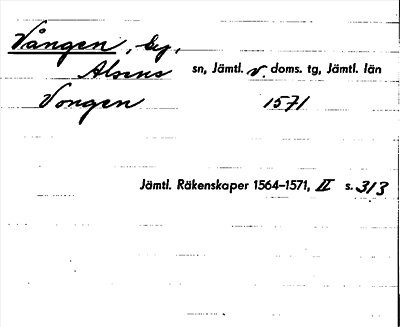 Vången, by,
Alsens sn, Jämtl. v. doms. tg, Jämtl. län
Vongen 1571
Jämtl. Räkenskaper 1564–1571, II s. 313